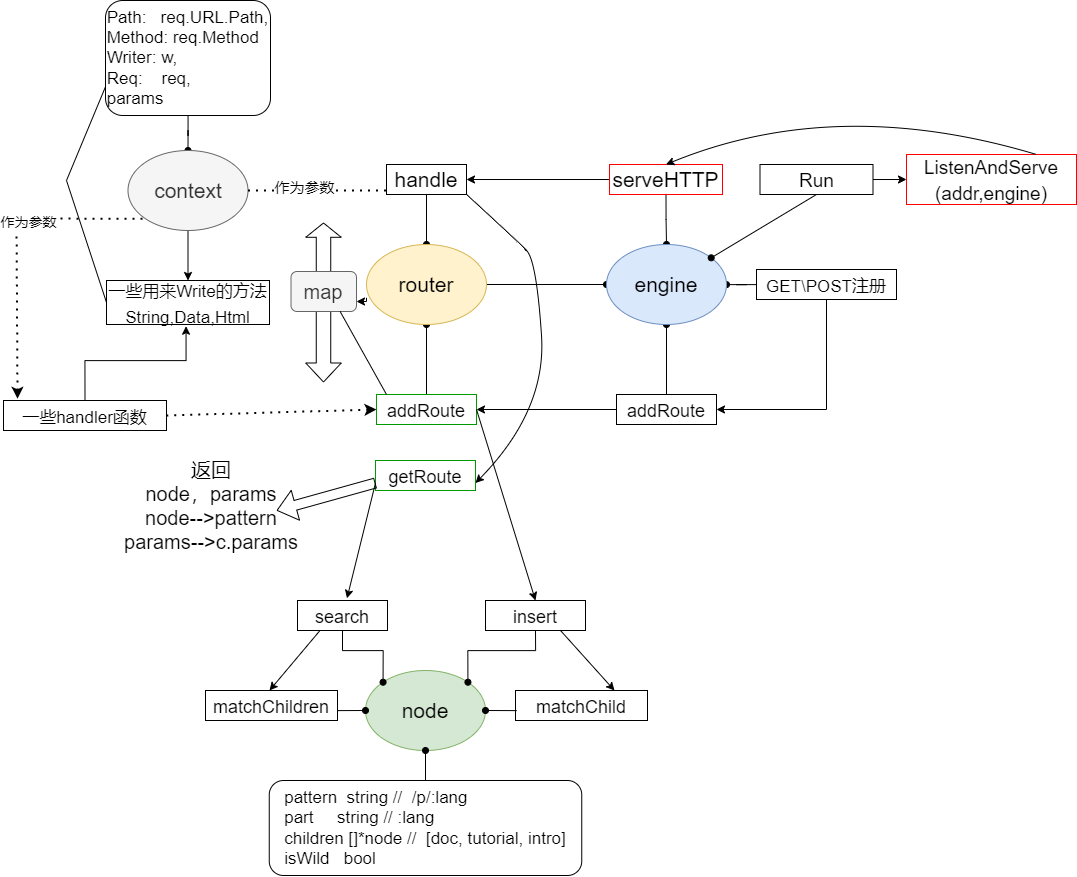 Path: req.URL.Path,
Method: req.Method
Writer: w,
Req: req,
params
context
作为参数
handle
serveHTTP
Run
ListenAndServe
(addr,engine)
作为参数
map
router
engine
GET\POST注册
一些用来Write的方法
String,Data,Html
一些handler函数
addRoute
addRoute
返回
node，params
node-->pattern
params-->c.params
getRoute
search
insert
matchChildren
node
matchChild
pattern string // /p/:lang
part string // :lang
children []*node // [doc, tutorial, intro]
isWild bool